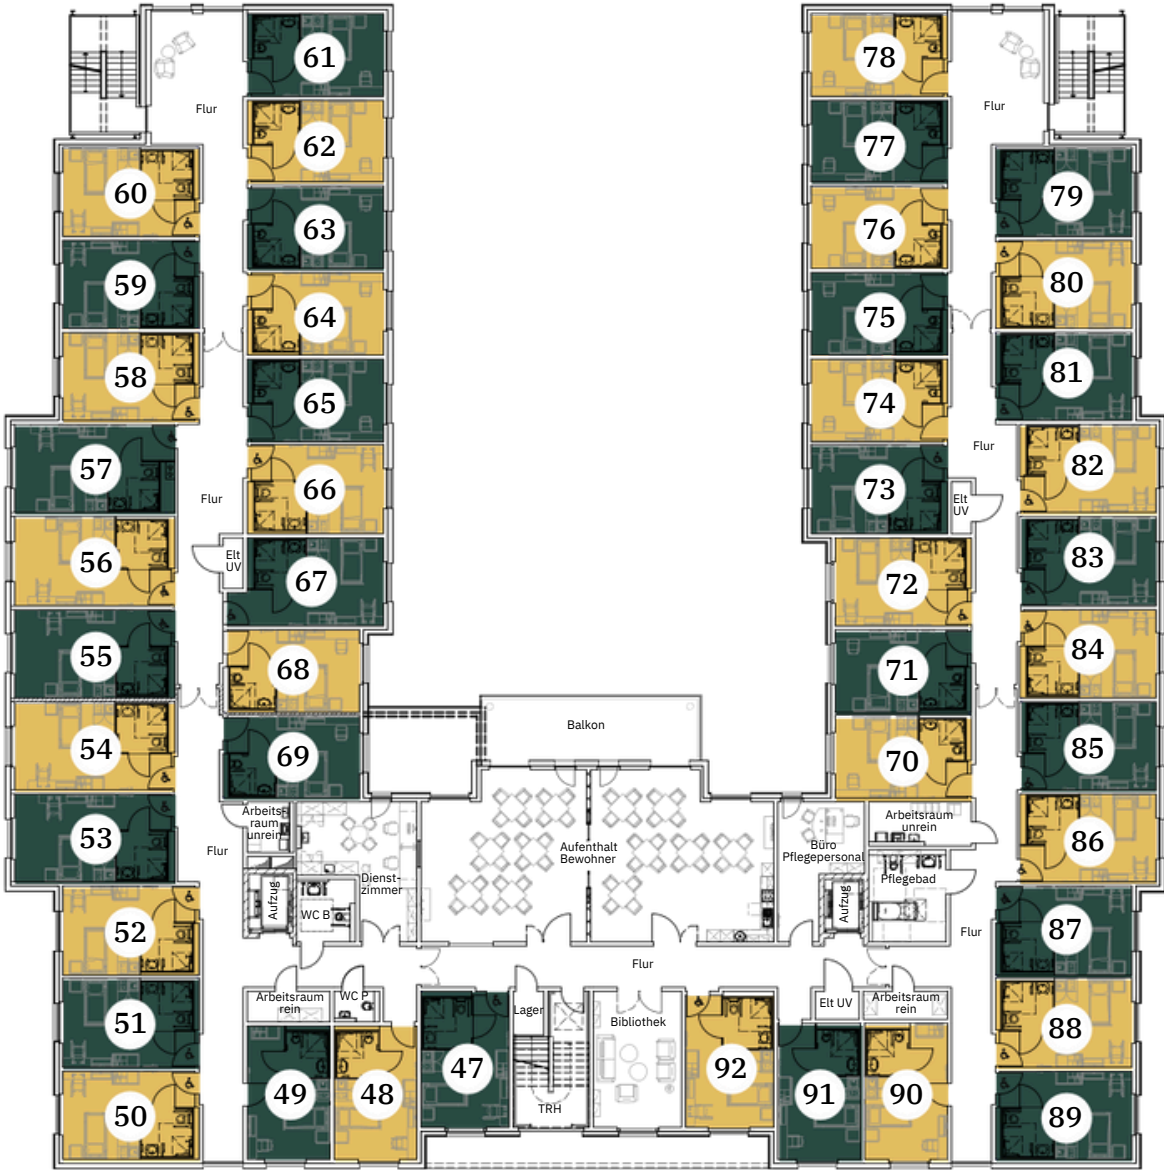 61
78
Flur
Flur
62
77
60
79
63
76
59
80
64
75
58
81
65
74
57
Flur
82
66
73
Flur
Elt
UV
56
Elt
UV
83
67
72
55
84
68
71
54
Balkon
85
69
70
53
Arbeits-
raum
unrein
Arbeitsraum
unrein
86
Flur
Dienst-
zimmer
Aufenthalt
Bewohner
Büro
Pflegepersonal
Pflegebad
Aufzug
WC B
Aufzug
52
Flur
87
Flur
51
Arbeitsraum
rein
WC P
Lager
Bibliothek
Elt UV
Arbeitsraum
rein
88
47
92
49
48
91
90
TRH
50
89